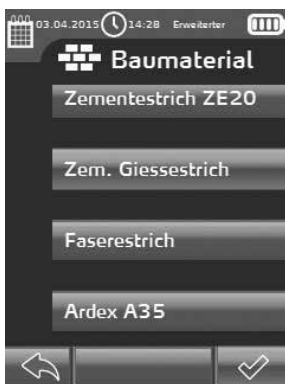 03.04.2015 14:28 Erweiterter
Baumaterial
Zementestrich ZE20
Zem. Giessestrich
Faserestrich
Ardex A35